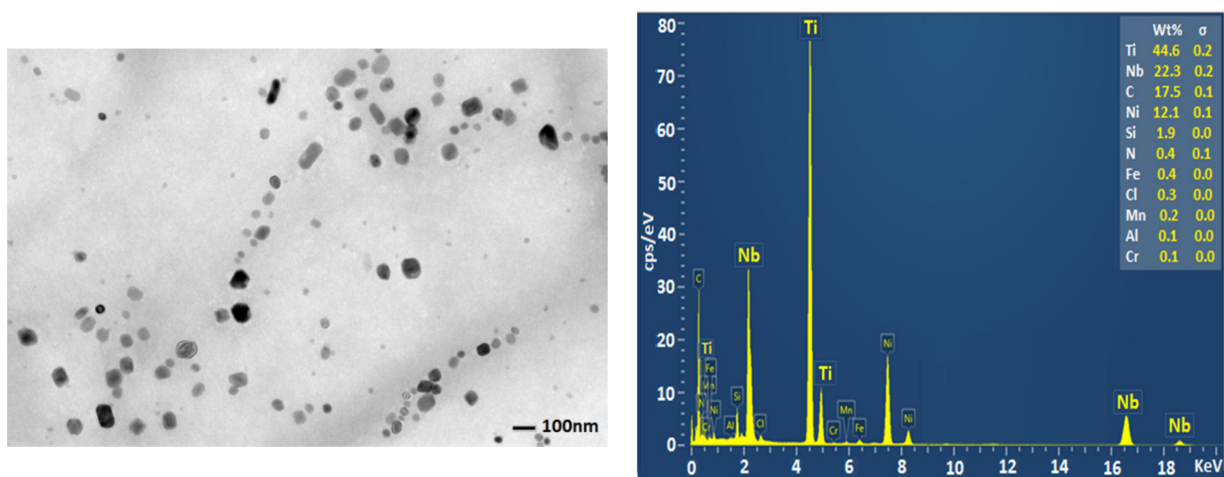 100nm
cps/eV
80
70
60
50
40
30
20
10
0
Ti
Nb
C
Ti
Fe
Mn
N
Cr
Ni
Al
Si
Cl
Ti
Cr
Mn
Fe
Ni
Ni
Nb
Nb
0 2 4 6 8 10 12 14 16 18 KeV
Wt% σ
Ti 44.6 0.2
Nb 22.3 0.2
C 17.5 0.1
Ni 12.1 0.1
Si 1.9 0.0
N 0.4 0.1
Fe 0.4 0.0
Cl 0.3 0.0
Mn 0.2 0.0
Al 0.1 0.0
Cr 0.1 0.0